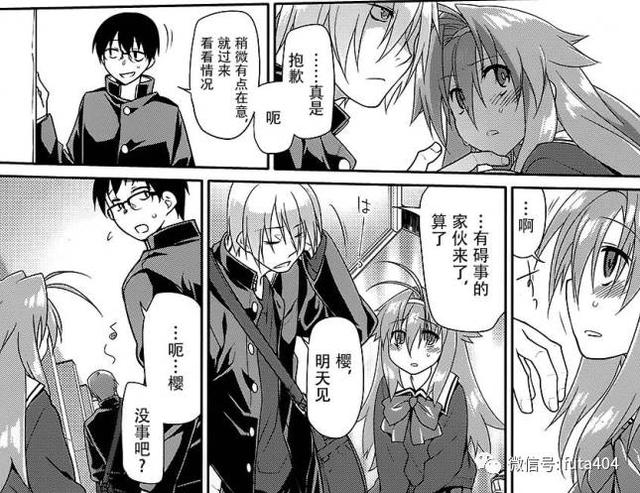 ……真是
抱歉
呃
稍微有点在意，
就过来
看看情况
…啊
…有碍事的
家伙来了，
算了
は
樱，
明天见
…呃…樱
没事吧？
微信号: futa404